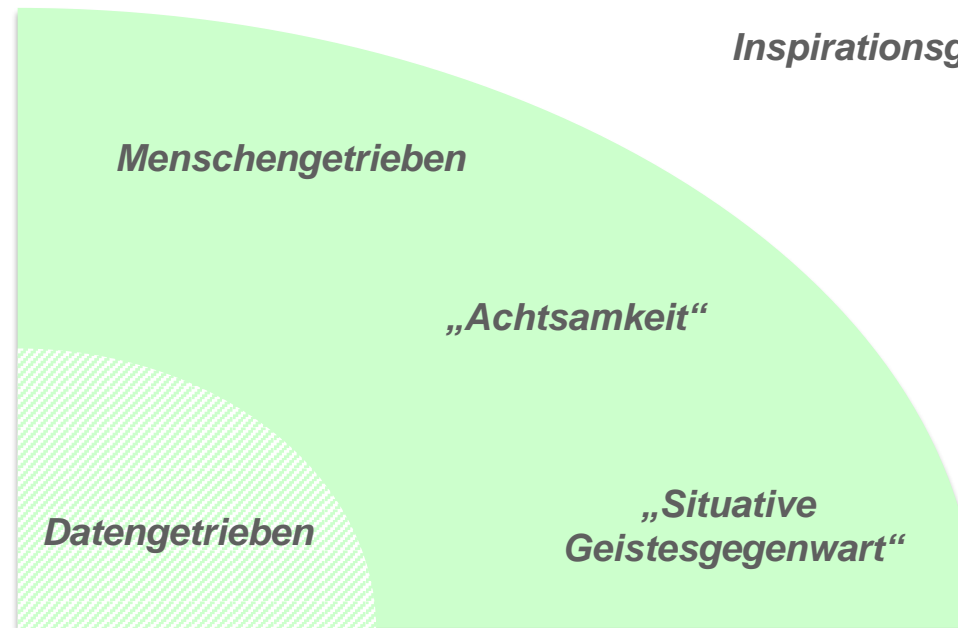 Inspirationsg
Menschengetrieben
„Achtsamkeit“
„Situative
Geistesgegenwart“
Datengetrieben